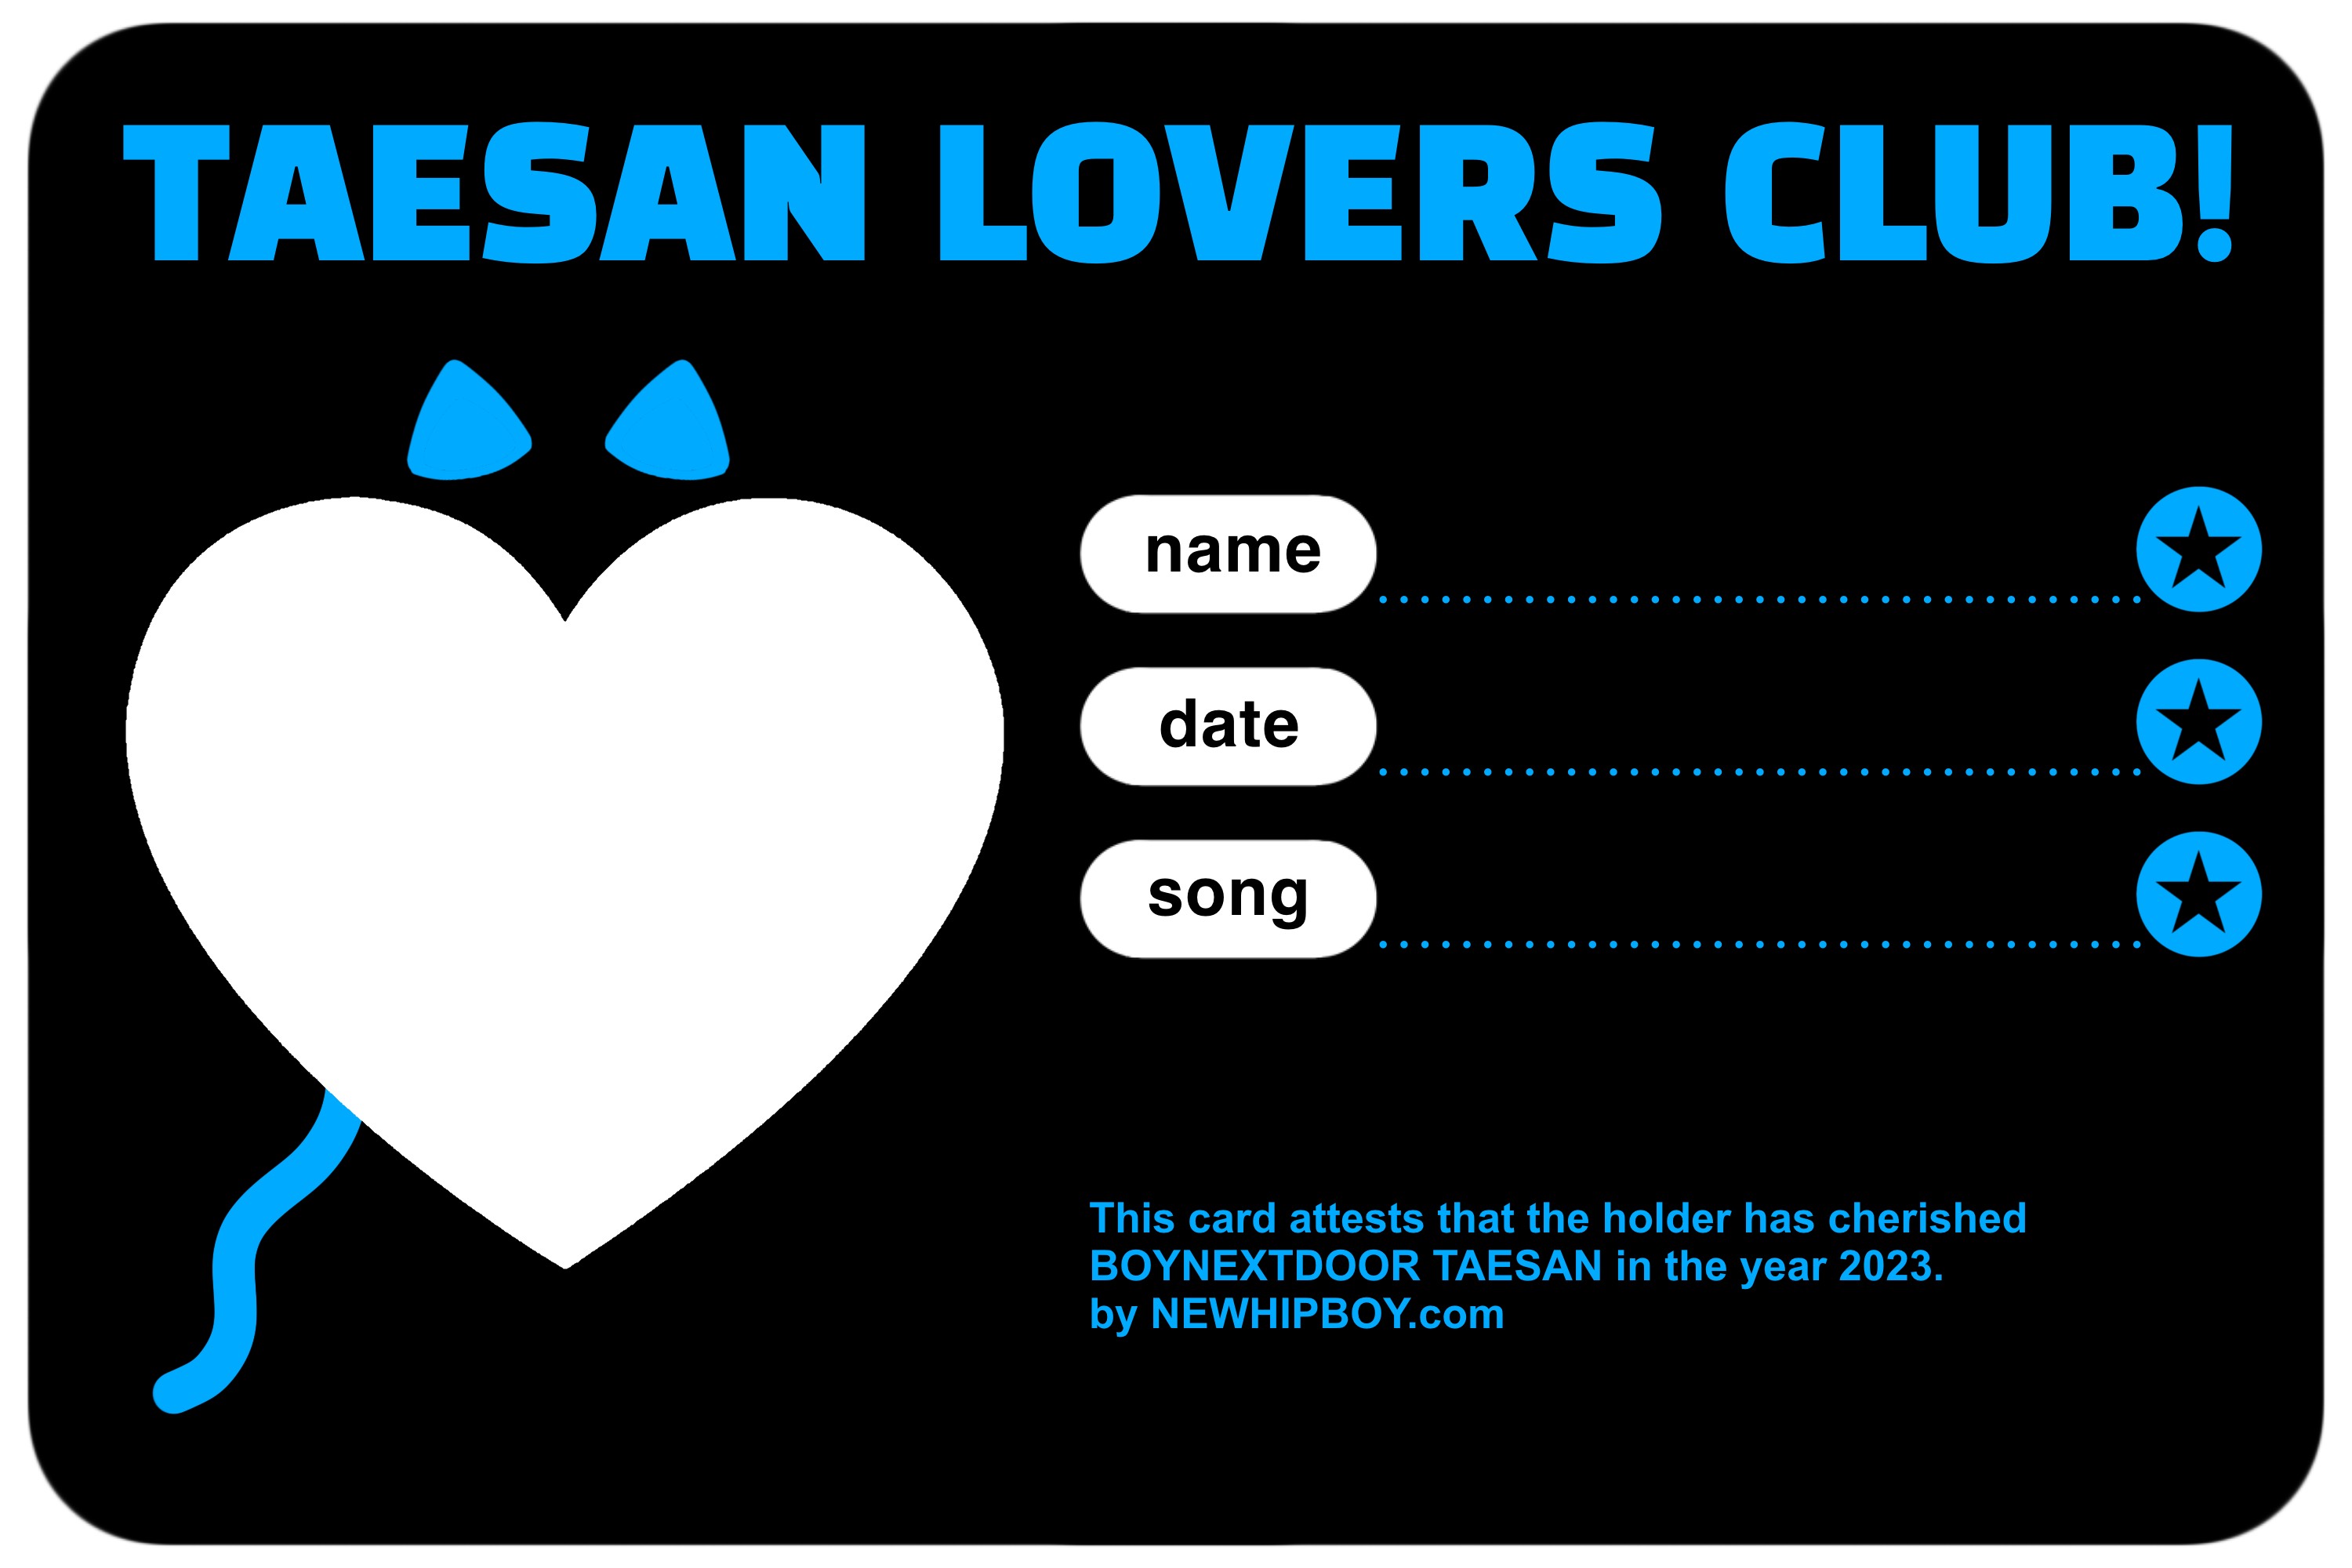 TAESAN LOVERS CLUB!
name
date
song
This card attests that the holder has cherished
BOYNEXTDOOR TAESAN in the year 2023.
by NEWHIPBOY.com